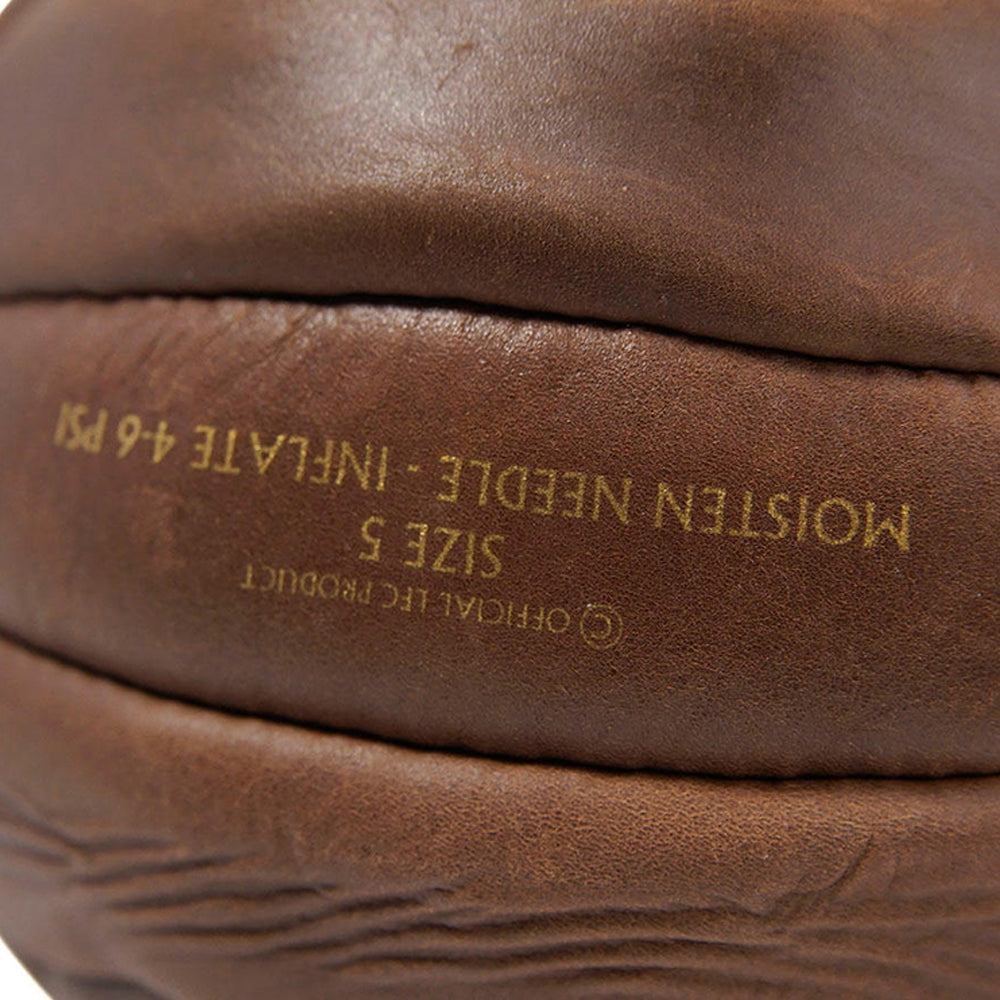 © OFFICIAL LFC PRODUCT
SIZE 5
MOISTEN NEEDLE - INFLATE 4-6 PSI